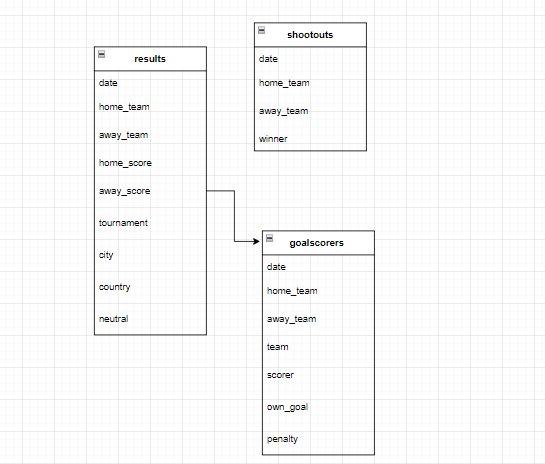 results
date
home_team
away_team
home_score
away_score
tournament
city
country
neutral
shootouts
date
home_team
away_team
winner
goalscorers
date
home_team
away_team
team
scorer
own_goal
penalty